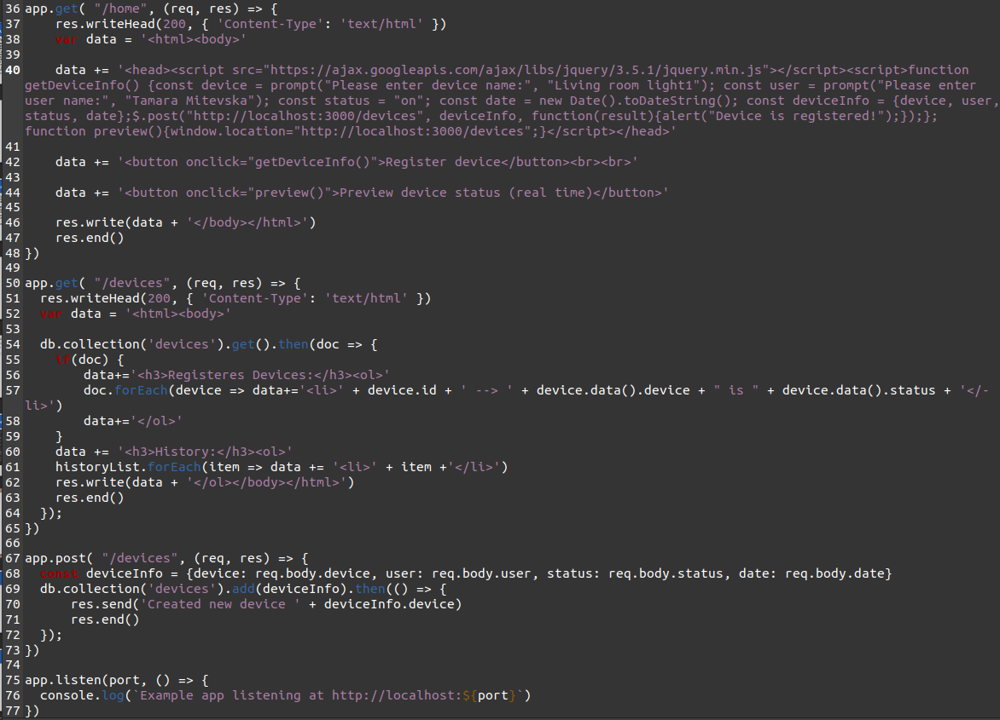 36 app.get( "/home", (req, res) => {
37     res.writeHead(200, { 'Content-Type': 'text/html' })
38     var data = '<html><body>'
39
40     data += '<head><script src="https://ajax.googleapis.com/ajax/libs/jquery/3.5.1/jquery.min.js"></script><script>function
getDeviceInfo() {const device = prompt("Please enter device name:", "Living room light1"); const user = prompt("Please enter
user name:", "Tamara Mitevska"); const status = "on"; const date = new Date().toDateString(); const deviceInfo = {device, user,
status, date};$.post("http://localhost:3000/devices", deviceInfo, function(result){alert("Device is registered!");});};
function preview(){window.location="http://localhost:3000/devices";}</script></head>'
41
42     data += '<button onclick="getDeviceInfo()">Register device</button><br><br>'
43
44     data += '<button onclick="preview()">Preview device status (real time)</button>'
45
46     res.write(data + '</body></html>')
47     res.end()
48 })
49
50 app.get( "/devices", (req, res) => {
51   res.writeHead(200, { 'Content-Type': 'text/html' })
52   var data = '<html><body>'
53
54   db.collection('devices').get().then(doc => {
55     if(doc) {
56         data+='<h3>Registeres Devices:</h3><ol>'
57         doc.forEach(device => data+='<li>' + device.id + ' --> ' + device.data().device + " is " + device.data().status + '</-
li>')
58         data+='</ol>'
59     }
60     data += '<h3>History:</h3><ol>'
61     historyList.forEach(item => data += '<li>' + item +'</li>')
62     res.write(data + '</ol></body></html>')
63     res.end()
64   });
65 })
66
67 app.post( "/devices", (req, res) => {
68   const deviceInfo = {device: req.body.device, user: req.body.user, status: req.body.status, date: req.body.date}
69   db.collection('devices').add(deviceInfo).then(() => {
70       res.send('Created new device ' + deviceInfo.device)
71       res.end()
72   });
73 })
74
75 app.listen(port, () => {
76   console.log(`Example app listening at http://localhost:${port}`)
77 })